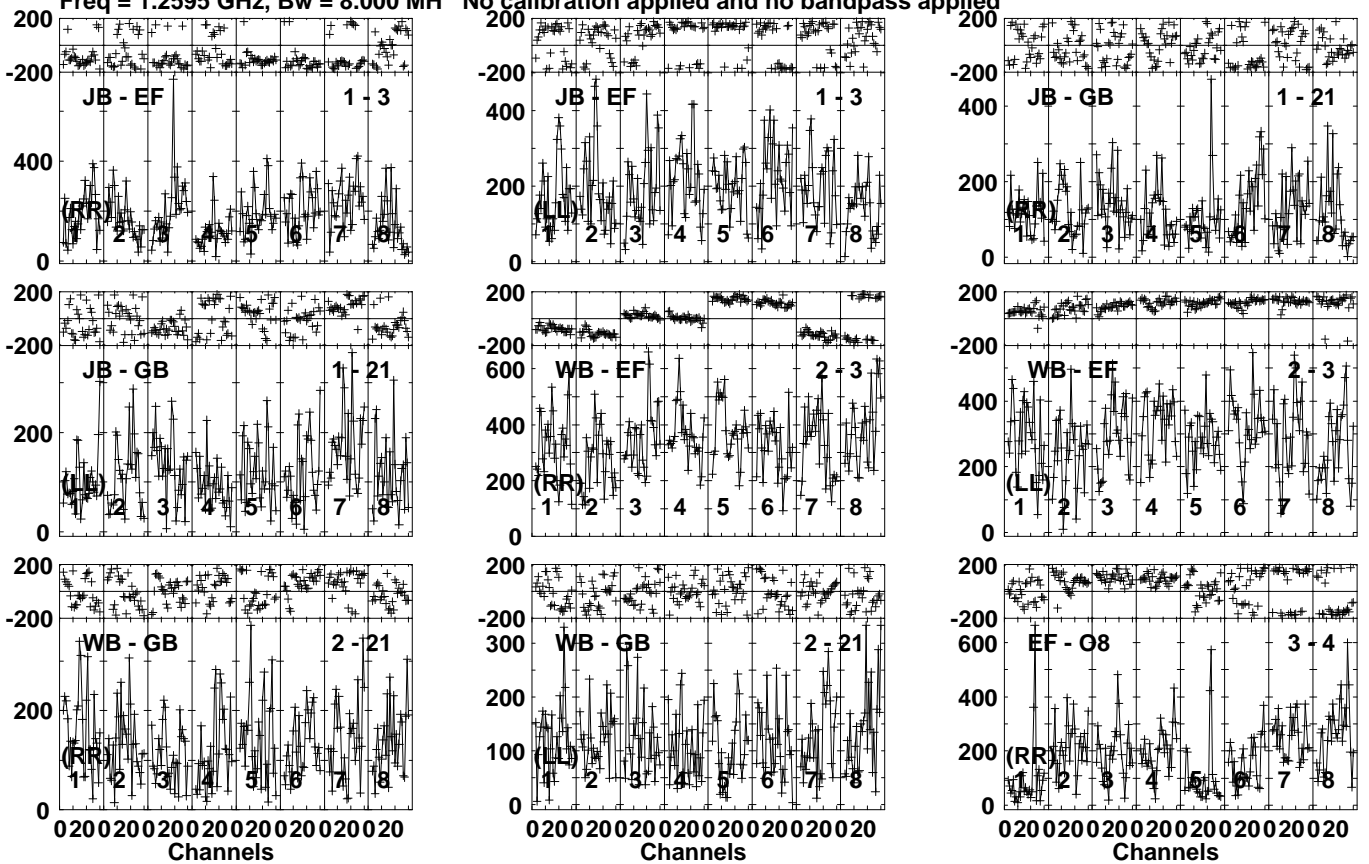 Freq = 1.2595 GHz, Bw = 8.000 MH No calibration applied and no bandpass applied
200 200 200
-200 -200 -200
JB - EF 1 - 3 JB - EF 1 - 3 JB - GB 1 - 21
400 400 400
200 200
(RR) (LL) (RR)
1 2 3 4 5 6 7 8 1 2 3 4 5 6 7 8 1 2 3 4 5 6 7 8
0 0 0
200 200 200
-200 -200 -200
JB - GB 1 - 21 WB - EF 2 - 3 WB - EF 2 - 3
600
400 400
200 200 200
(LL) (RR) (LL)
1 2 3 4 5 6 7 8 1 2 3 4 5 6 7 8 1 2 3 4 5 6 7 8
0 0 0
200 200 200
-200 -200 -200
WB - GB 2 - 21 WB - GB 2 - 21 EF - O8 3 - 4
300 600
200 200 400
100 200
(RR) (LL) (RR)
1 2 3 4 5 6 7 8 1 2 3 4 5 6 7 8 1 2 3 4 5 6 7 8
0 0 0
0 20 0 20 0 20 0 20 0 20 0 20 0 20 0 20 0 20 0 20 0 20 0 20 0 20 0 20 0 20 0 20 0 20 0 20 0 20 0 20 0 20 0 20 0 20 0 20
Channels Channels Channels